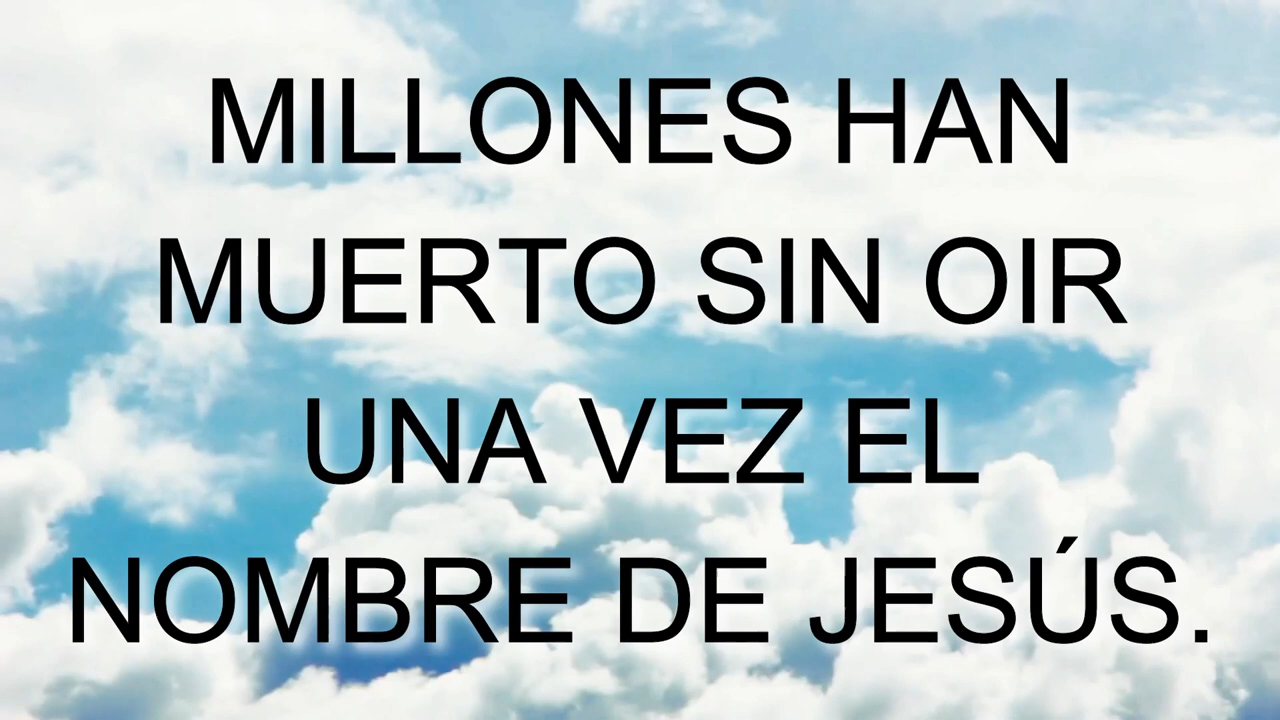 MILLONES HAN
MUERTO SIN OIR
UNA VEZ EL
NOMBRE DE JESÚS.